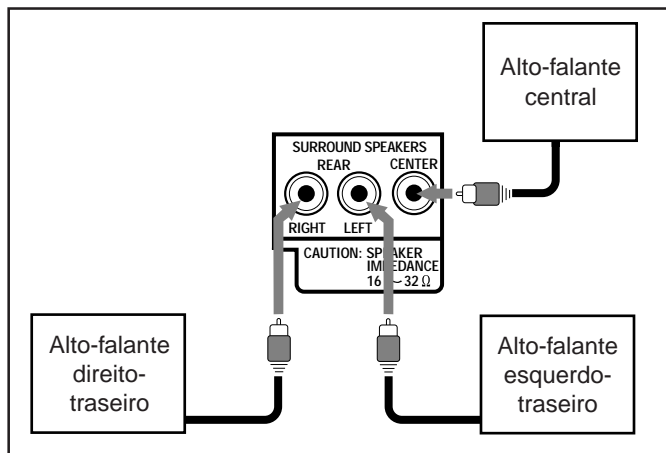 Alto-falante
central
SURROUND SPEAKERS
REAR CENTER
RIGHT LEFT
CAUTION: SPEAKER
IMPEDANCE
16 ~ 32 Ω
Alto-falante
direito-
traseiro
Alto-falante
esquerdo-
traseiro